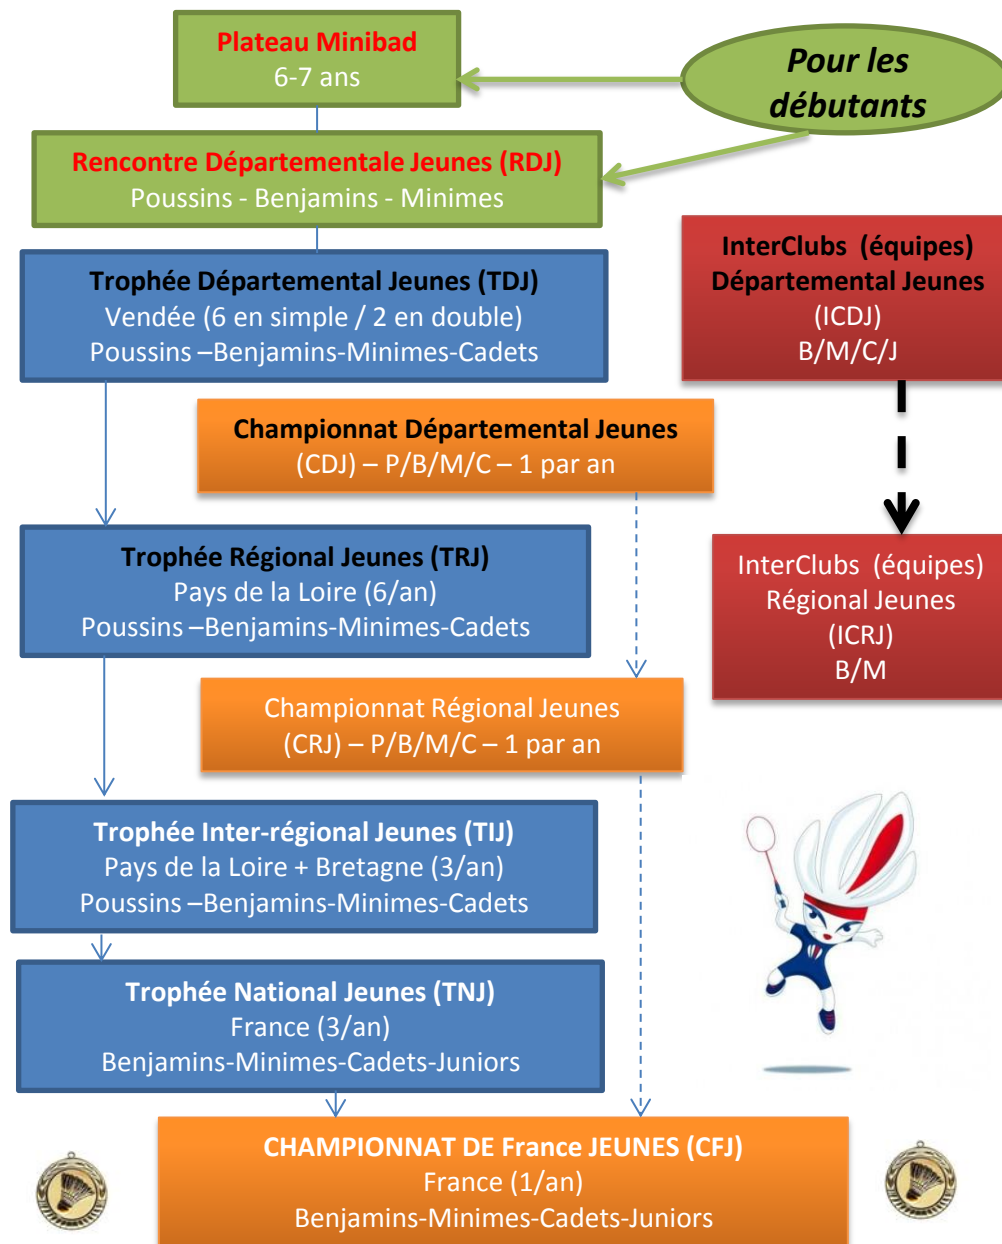 Plateau Minibad
6-7 ans
Pour les
débutants
Rencontre Départementale Jeunes (RDJ)
Poussins - Benjamins - Minimes
Trophée Départemental Jeunes (TDJ)
Vendée (6 en simple / 2 en double)
Poussins –Benjamins-Minimes-Cadets
InterClubs (équipes)
Départemental Jeunes
(ICDJ)
B/M/C/J
Championnat Départemental Jeunes
(CDJ) – P/B/M/C – 1 par an
Trophée Régional Jeunes (TRJ)
Pays de la Loire (6/an)
Poussins –Benjamins-Minimes-Cadets
InterClubs (équipes)
Régional Jeunes
(ICRJ)
B/M
Championnat Régional Jeunes
(CRJ) – P/B/M/C – 1 par an
Trophée Inter-régional Jeunes (TIJ)
Pays de la Loire + Bretagne (3/an)
Poussins –Benjamins-Minimes-Cadets
Trophée National Jeunes (TNJ)
France (3/an)
Benjamins-Minimes-Cadets-Juniors
CHAMPIONNAT DE France JEUNES (CFJ)
France (1/an)
Benjamins-Minimes-Cadets-Juniors